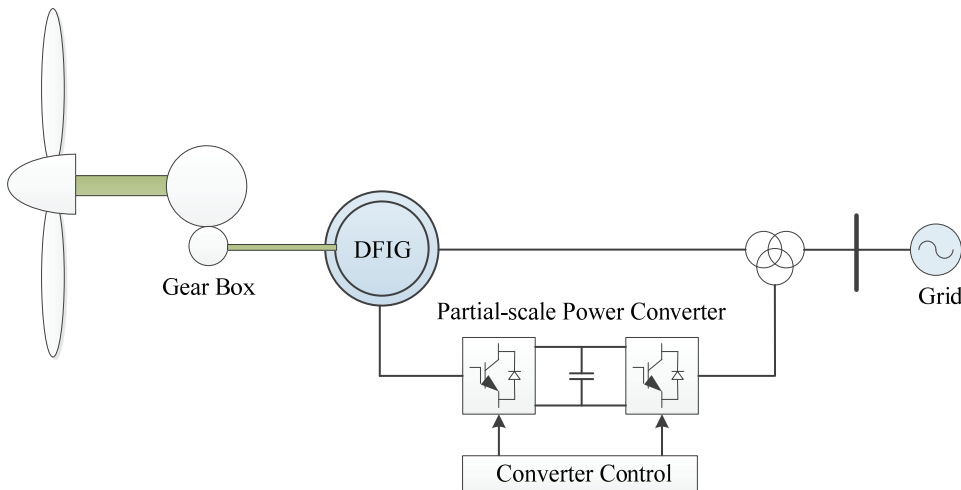 DFIG
Gear Box
Grid
Partial-scale Power Converter
Converter Control